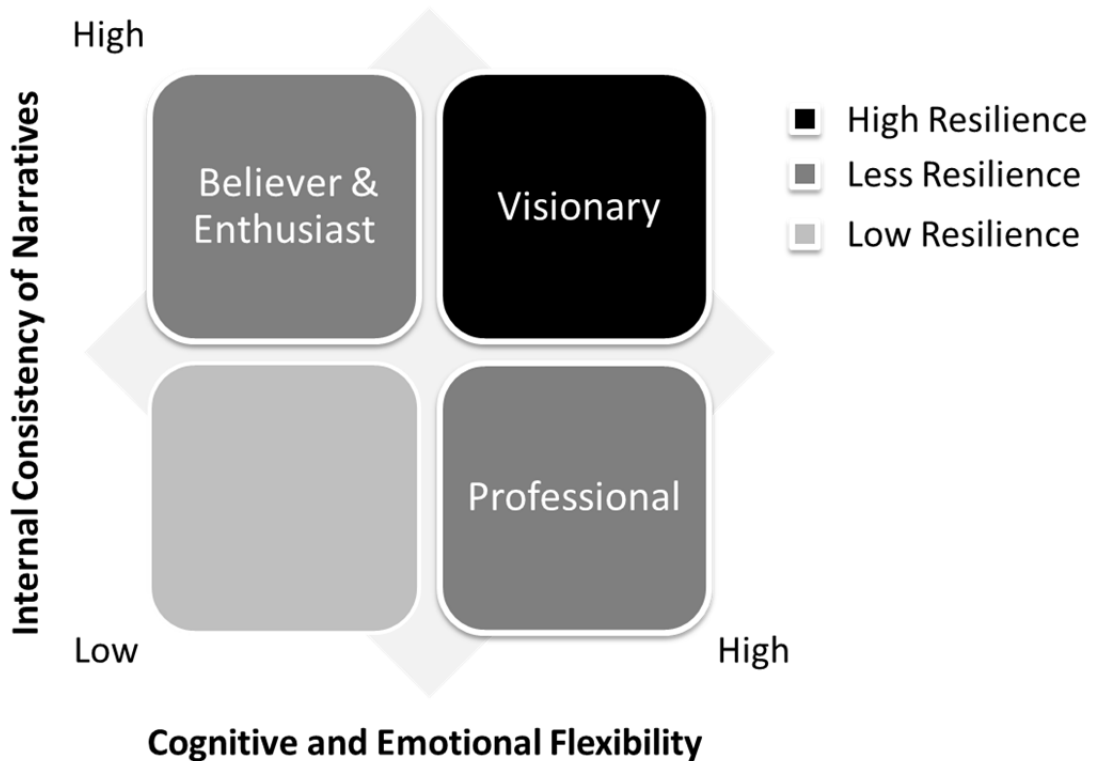 High
Internal Consistency of Narratives
Believer &
Enthusiast
Visionary
High Resilience
Less Resilience
Low Resilience
Professional
Low
High
Cognitive and Emotional Flexibility